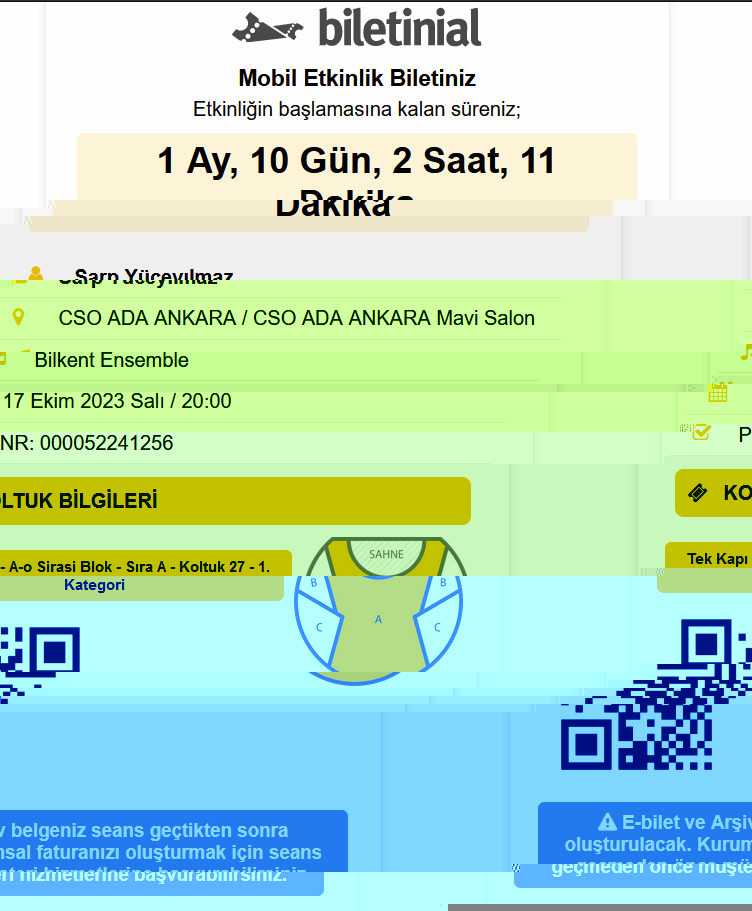 biletinial
Mobil Etkinlik Biletiniz
Etkinliğin başlamasına kalan süreniz;
1 Ay, 10 Gün, 2 Saat, 11
Dakika
Sarp Yüceyılmaz
CSO ADA ANKARA / CSO ADA ANKARA Mavi Salon
Bilkent Ensemble
17 Ekim 2023 Salı / 20:00
P
NR: 000052241256
KO
LTUK BİLGİLERİ
SAHNE
Tek Kapı
- A-o Sirasi Blok - Sıra A - Koltuk 27 - 1.
Kategori
B
B
A
C
C
E-bilet ve Arşiv
v belgeniz seans geçtikten sonra
oluşturulacak. Kurum
nsal faturanızı oluşturmak için seans
geçmeden önce müşte
eri hizmetlerine başvurabilirsiniz.